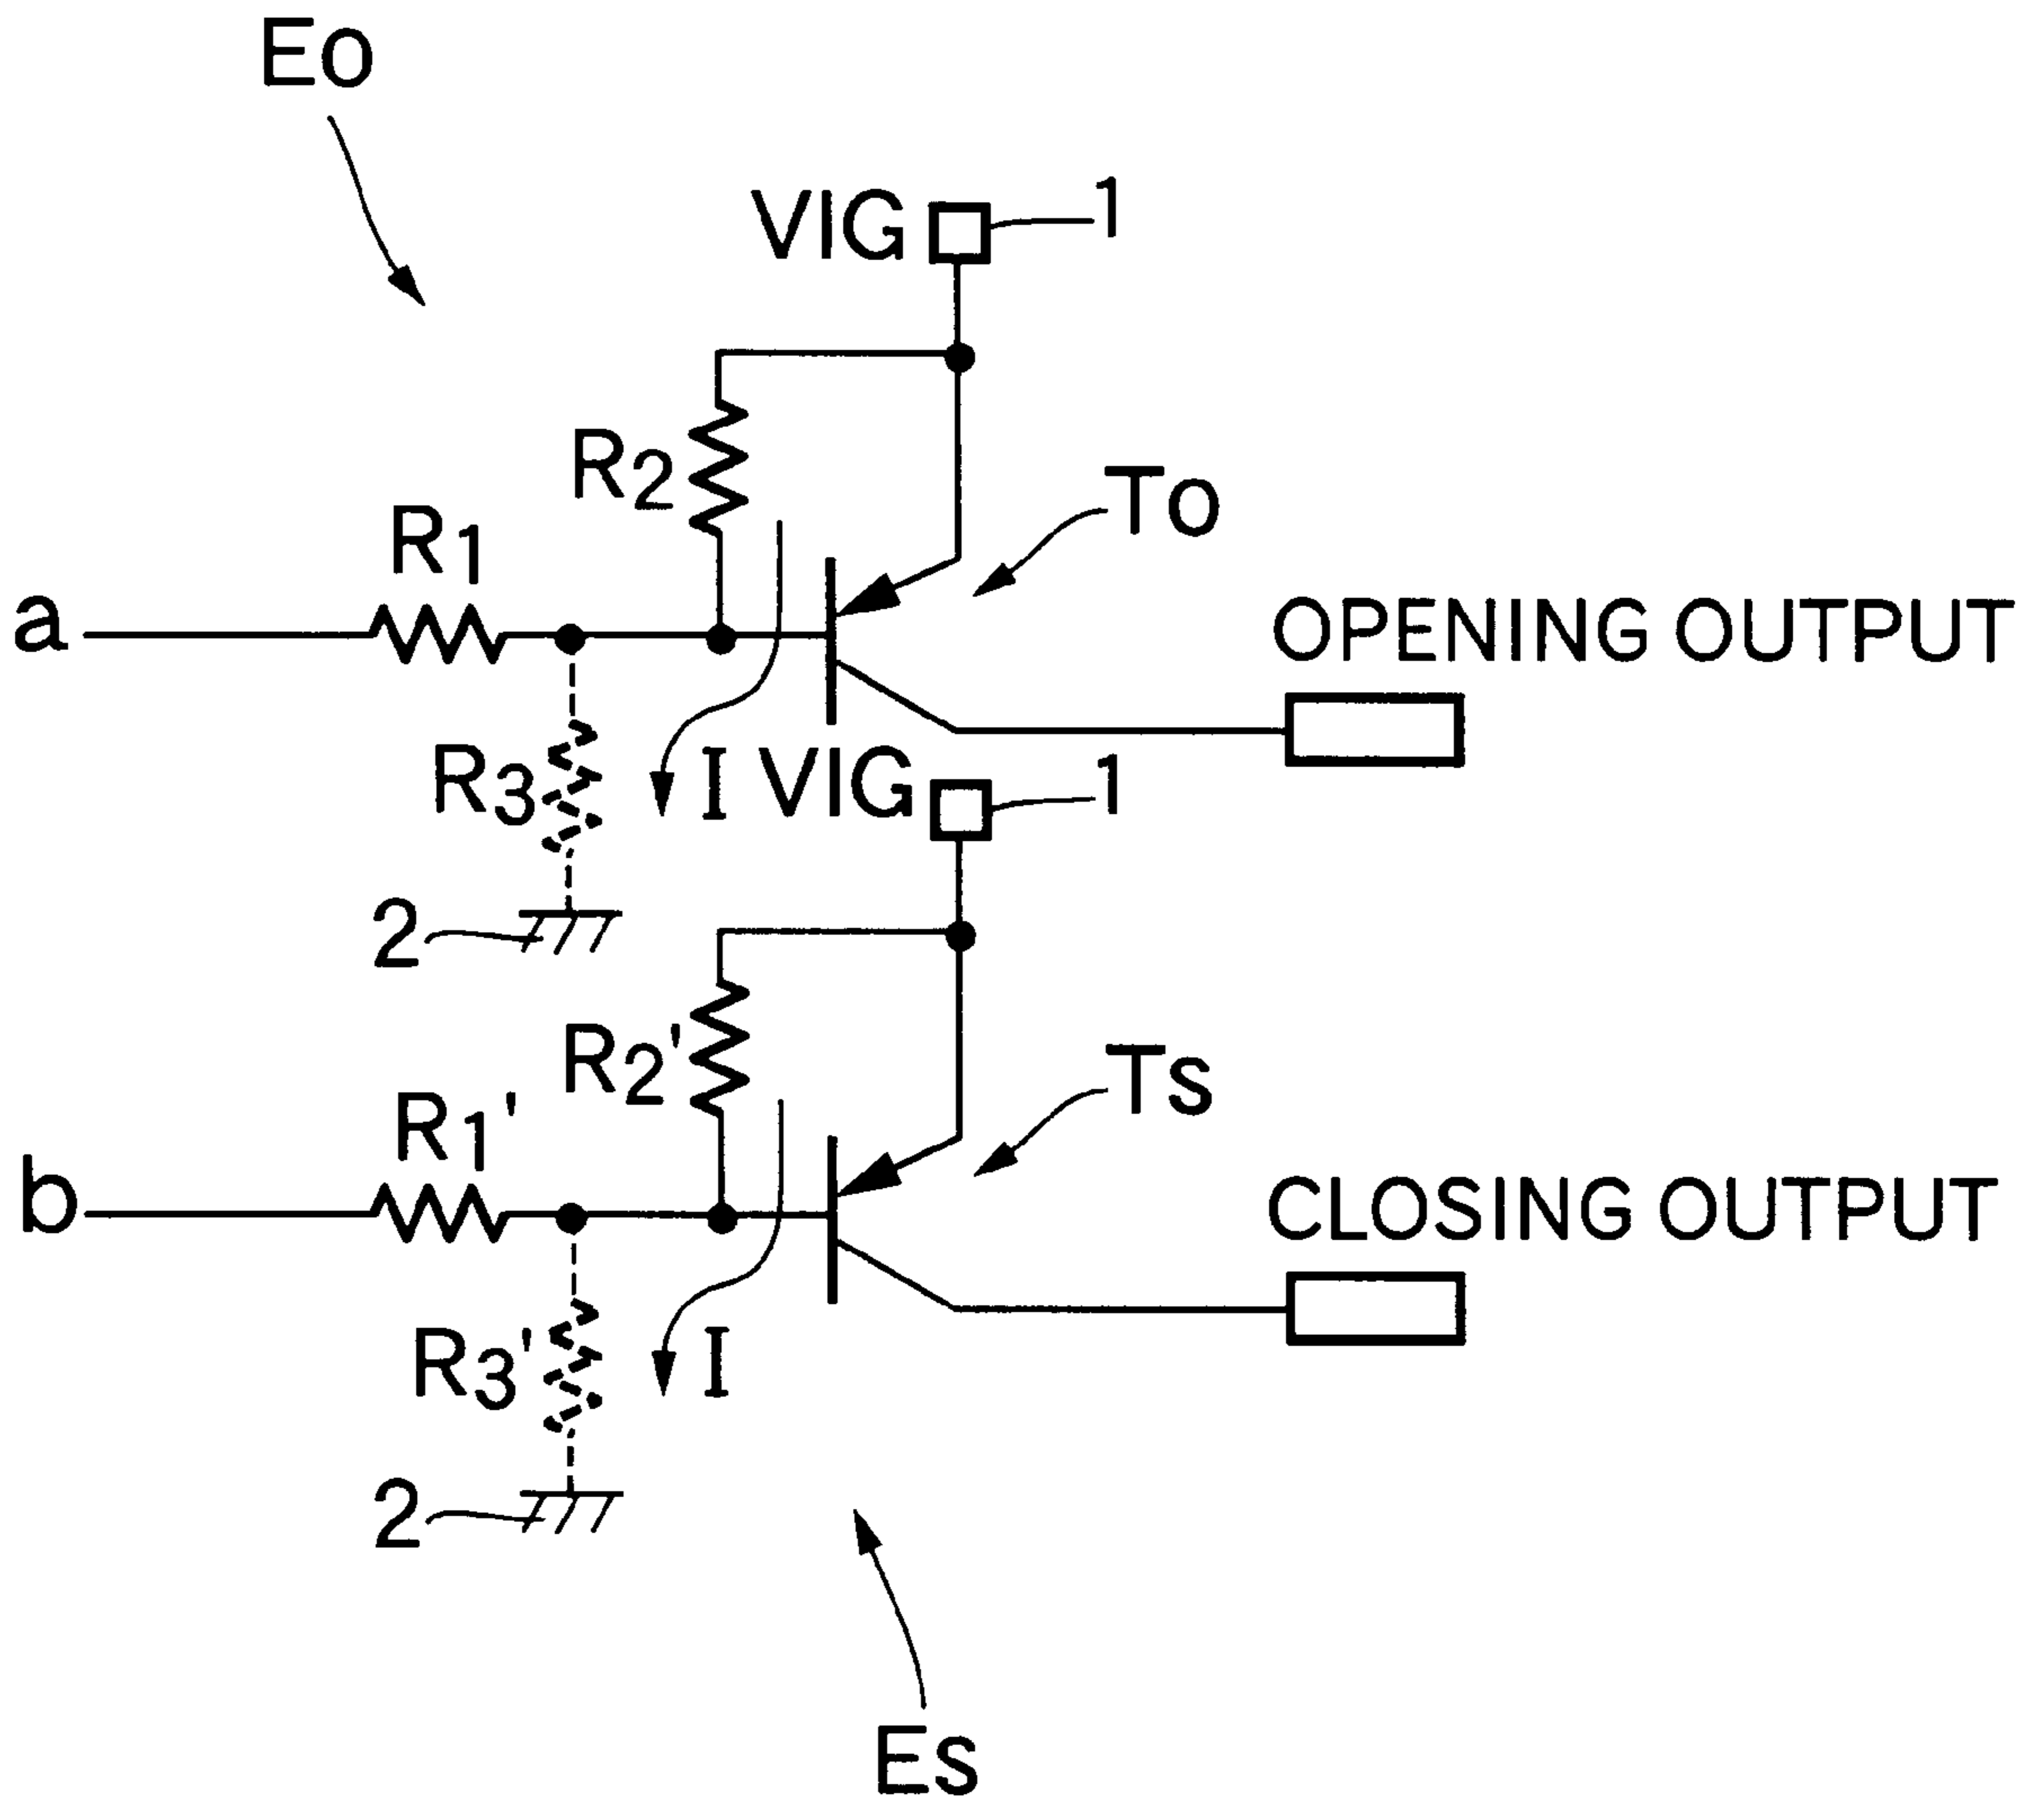 Eo
VIG 1
R2
To
R1
a
OPENING OUTPUT
R3
I
VIG 1
2
R2'
Ts
R1'
b
CLOSING OUTPUT
R3'
I
2
Es